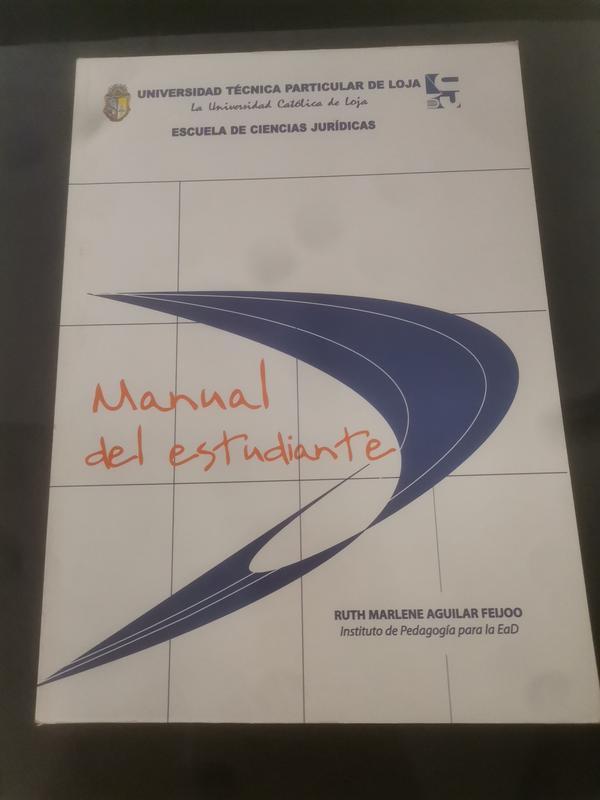 UNIVERSIDAD TÉCNICA PARTICULAR DE LOJA
La Universidad Católica de Loja
ESCUELA DE CIENCIAS JURÍDICAS
Manual
del estudiante
RUTH MARLENE AGUILAR FEIJOO
Instituto de Pedagogía para la EaD